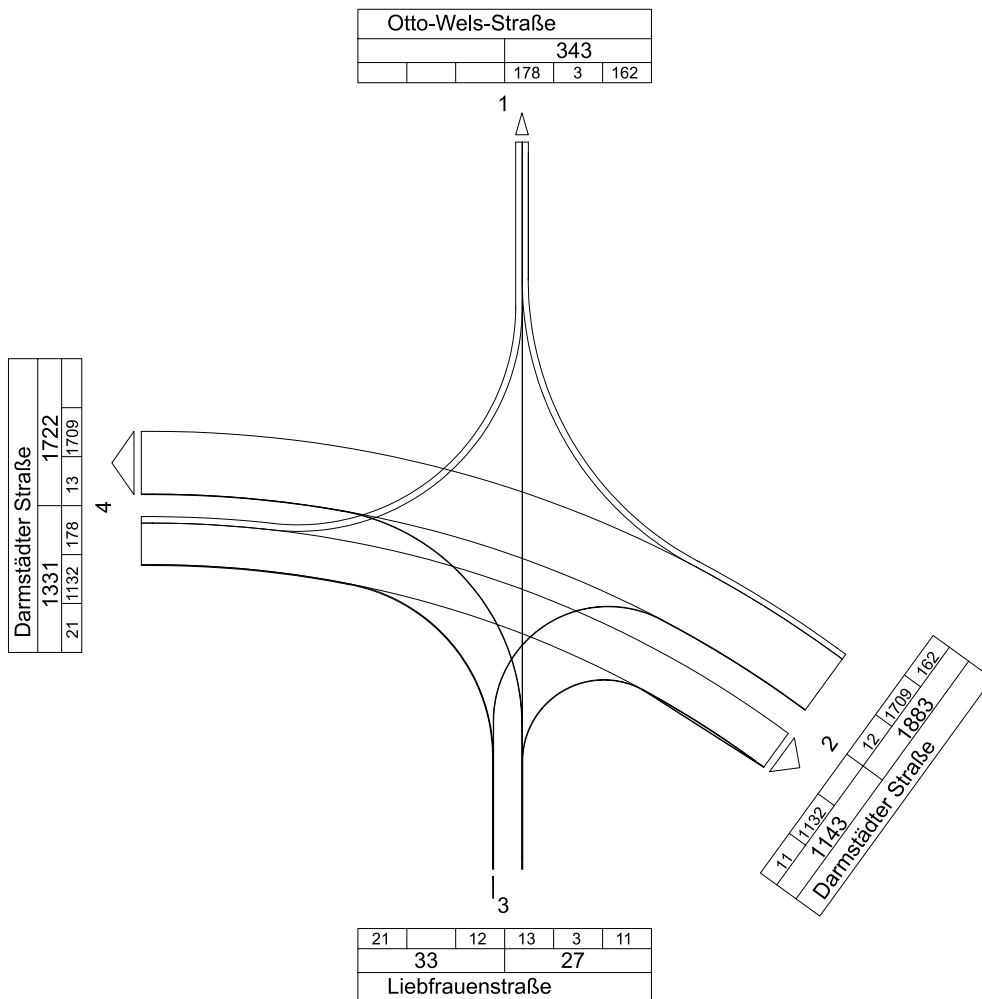 Otto-Wels-Straße
343
178 3 162
1
Darmstädter Straße
1331 1722
21 1132 178 13 1709
4
2
11 1132 12 1709 162
1143 1883
Darmstädter Straße
3
21 12 13 3 11
33 27
Liebfrauenstraße